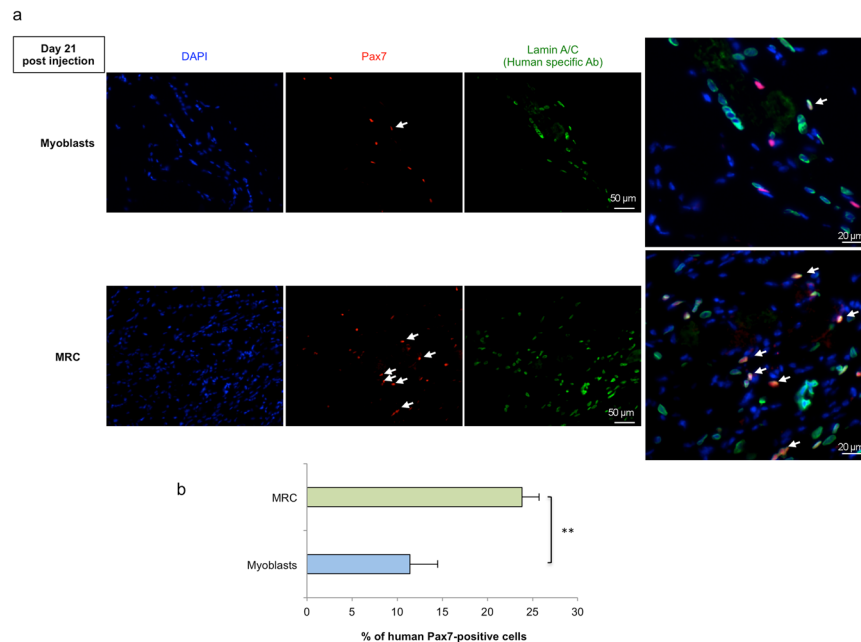 a
Day 21
post injection
DAPI
Pax7
Lamin A/C
(Human specific Ab)
Myoblasts
50 µm
20 µm
MRC
50 µm
20 µm
b
MRC
**
Myoblasts
0 5 10 15 20 25 30
% of human Pax7-positive cells